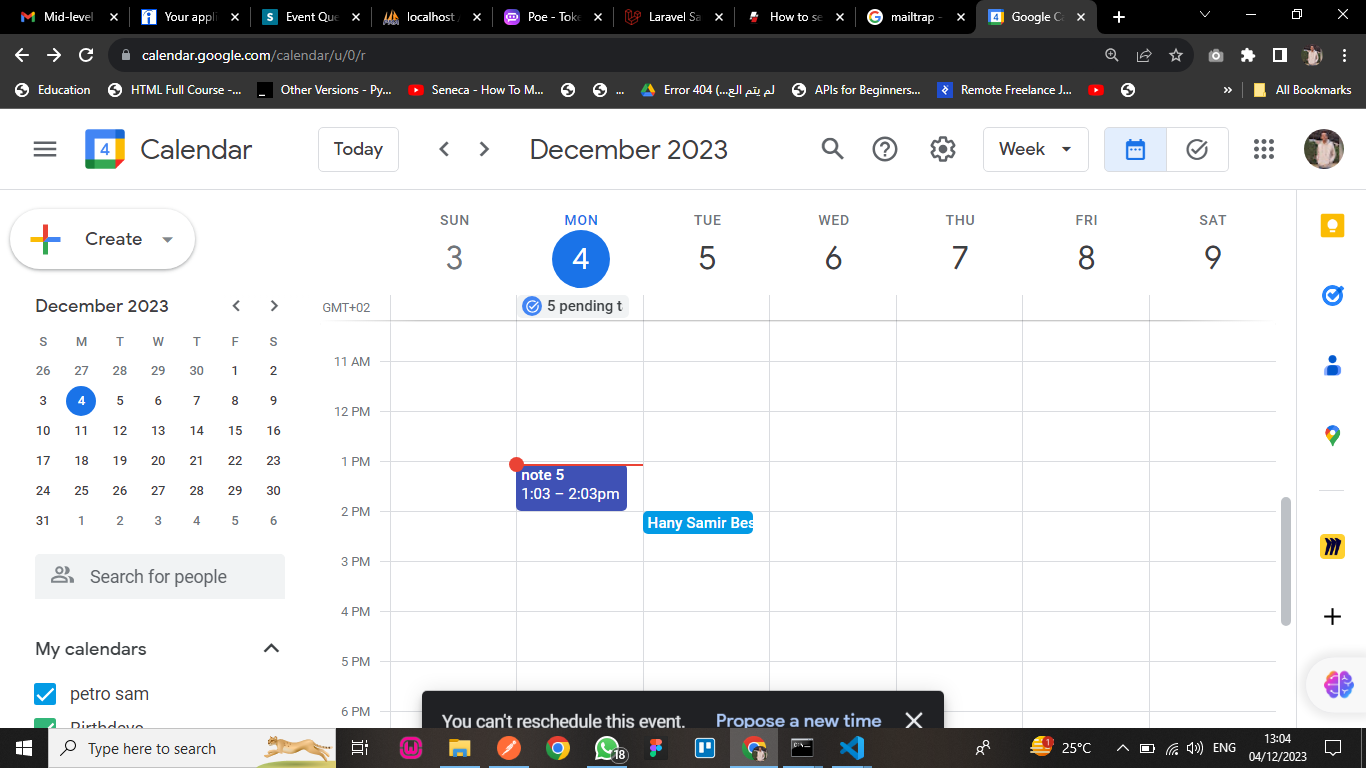 Mid-level
Your appli
Event Que
localhost
Poe - Tok
Laravel Sa
How to se
mailtrap -
Google Ca
calendar.google.com/calendar/u/0/r
Education
HTML Full Course -...
Other Versions - Py...
Seneca - How To M...
...
Error 404 (...لم يتم الع
APIs for Beginners...
Remote Freelance J...
»
All Bookmarks
4
Calendar
Today
December 2023
Week
Create
SUN MON TUE WED THU FRI SAT
3 4 5 6 7 8 9
GMT+02
5 pending t
December 2023
S M T W T F S
26 27 28 29 30 1 2
3 4 5 6 7 8 9
10 11 12 13 14 15 16
17 18 19 20 21 22 23
24 25 26 27 28 29 30
31 1 2 3 4 5 6
Search for people
My calendars
petro sam
Birthdays
11 AM
12 PM
1 PM
note 5
1:03 – 2:03pm
2 PM
Hany Samir Bes
3 PM
4 PM
5 PM
6 PM
You can't reschedule this event. Propose a new time
Type here to search
18
1
25°C
ENG
13:04
04/12/2023